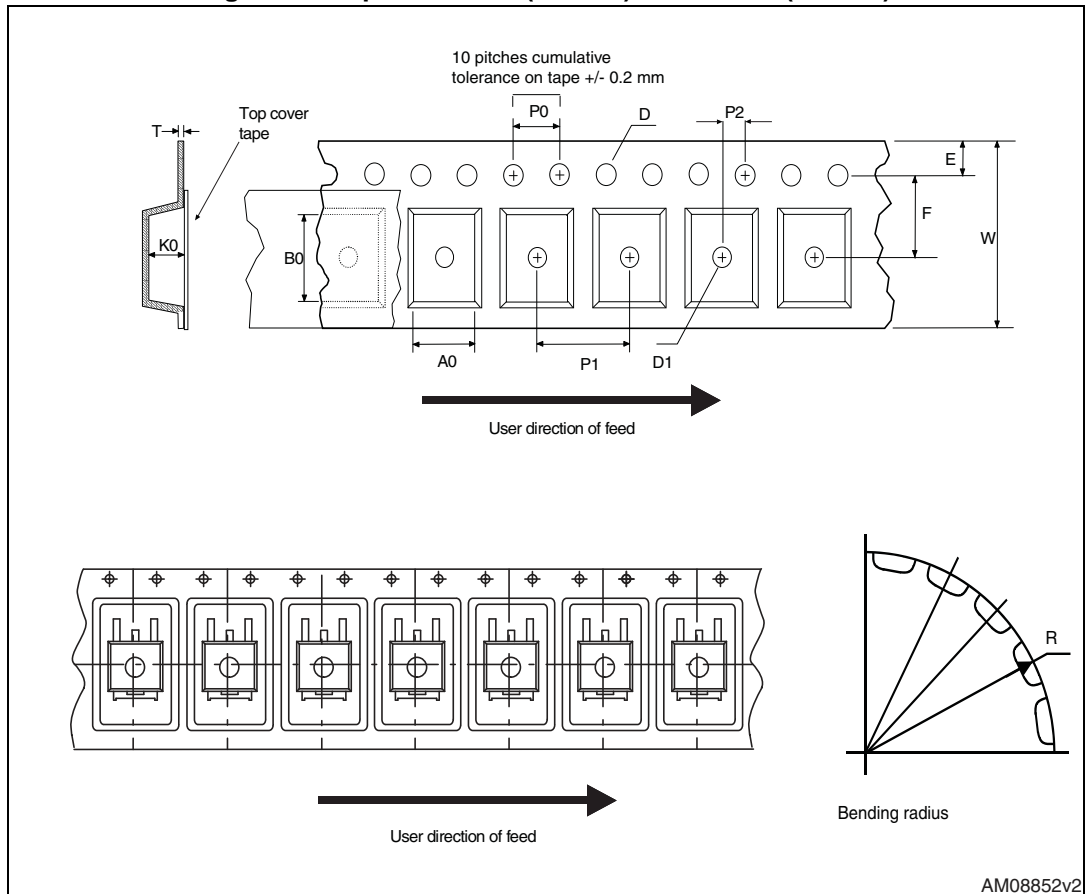 10 pitches cumulative
tolerance on tape +/- 0.2 mm
Top cover
tape
T
P0
D
P2
E
F
W
K0
B0
A0
P1
D1
User direction of feed
R
Bending radius
User direction of feed
AM08852v2